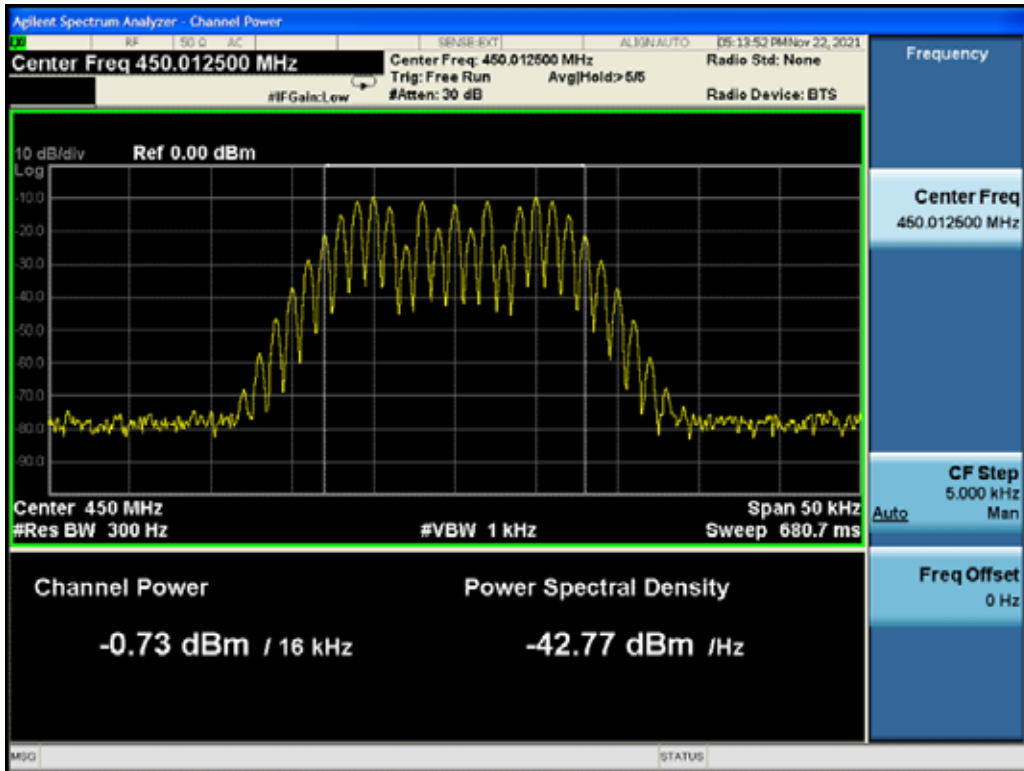 Agilent Spectrum Analyzer - Channel Power
RF 50 Ω AC SENSE:EXT ALIGN AUTO 05:13:52 PM Nov 22, 2021
Center Freq 450.012500 MHz
Center Freq: 450.012500 MHz Radio Std: None
Trig: Free Run Avg|Hold:>5/5
#IFGain:Low #Atten: 30 dB Radio Device: BTS
Frequency
10 dB/div Ref 0.00 dBm
Log
-10.0
-20.0
-30.0
-40.0
-50.0
-60.0
-70.0
-80.0
-90.0
Center 450 MHz Span 50 kHz
#Res BW 300 Hz #VBW 1 kHz Sweep 680.7 ms
Channel Power Power Spectral Density
-0.73 dBm / 16 kHz -42.77 dBm /Hz
Center Freq
450.012500 MHz
CF Step
5.000 kHz
Auto Man
Freq Offset
0 Hz
MSG STATUS